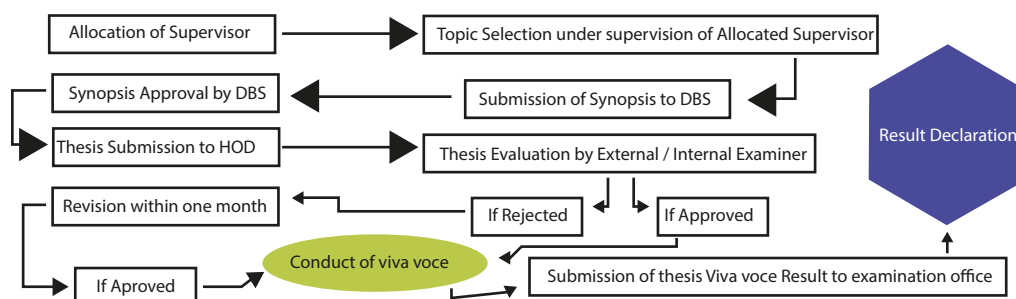 Allocation of Supervisor
Topic Selection under supervision of Allocated Supervisor
Synopsis Approval by DBS
Submission of Synopsis to DBS
Result Declaration
Thesis Submission to HOD
Thesis Evaluation by External / Internal Examiner
Revision within one month
If Rejected
If Approved
Conduct of viva voce
If Aproved
Submission of thesis Viva voce Result to examination office